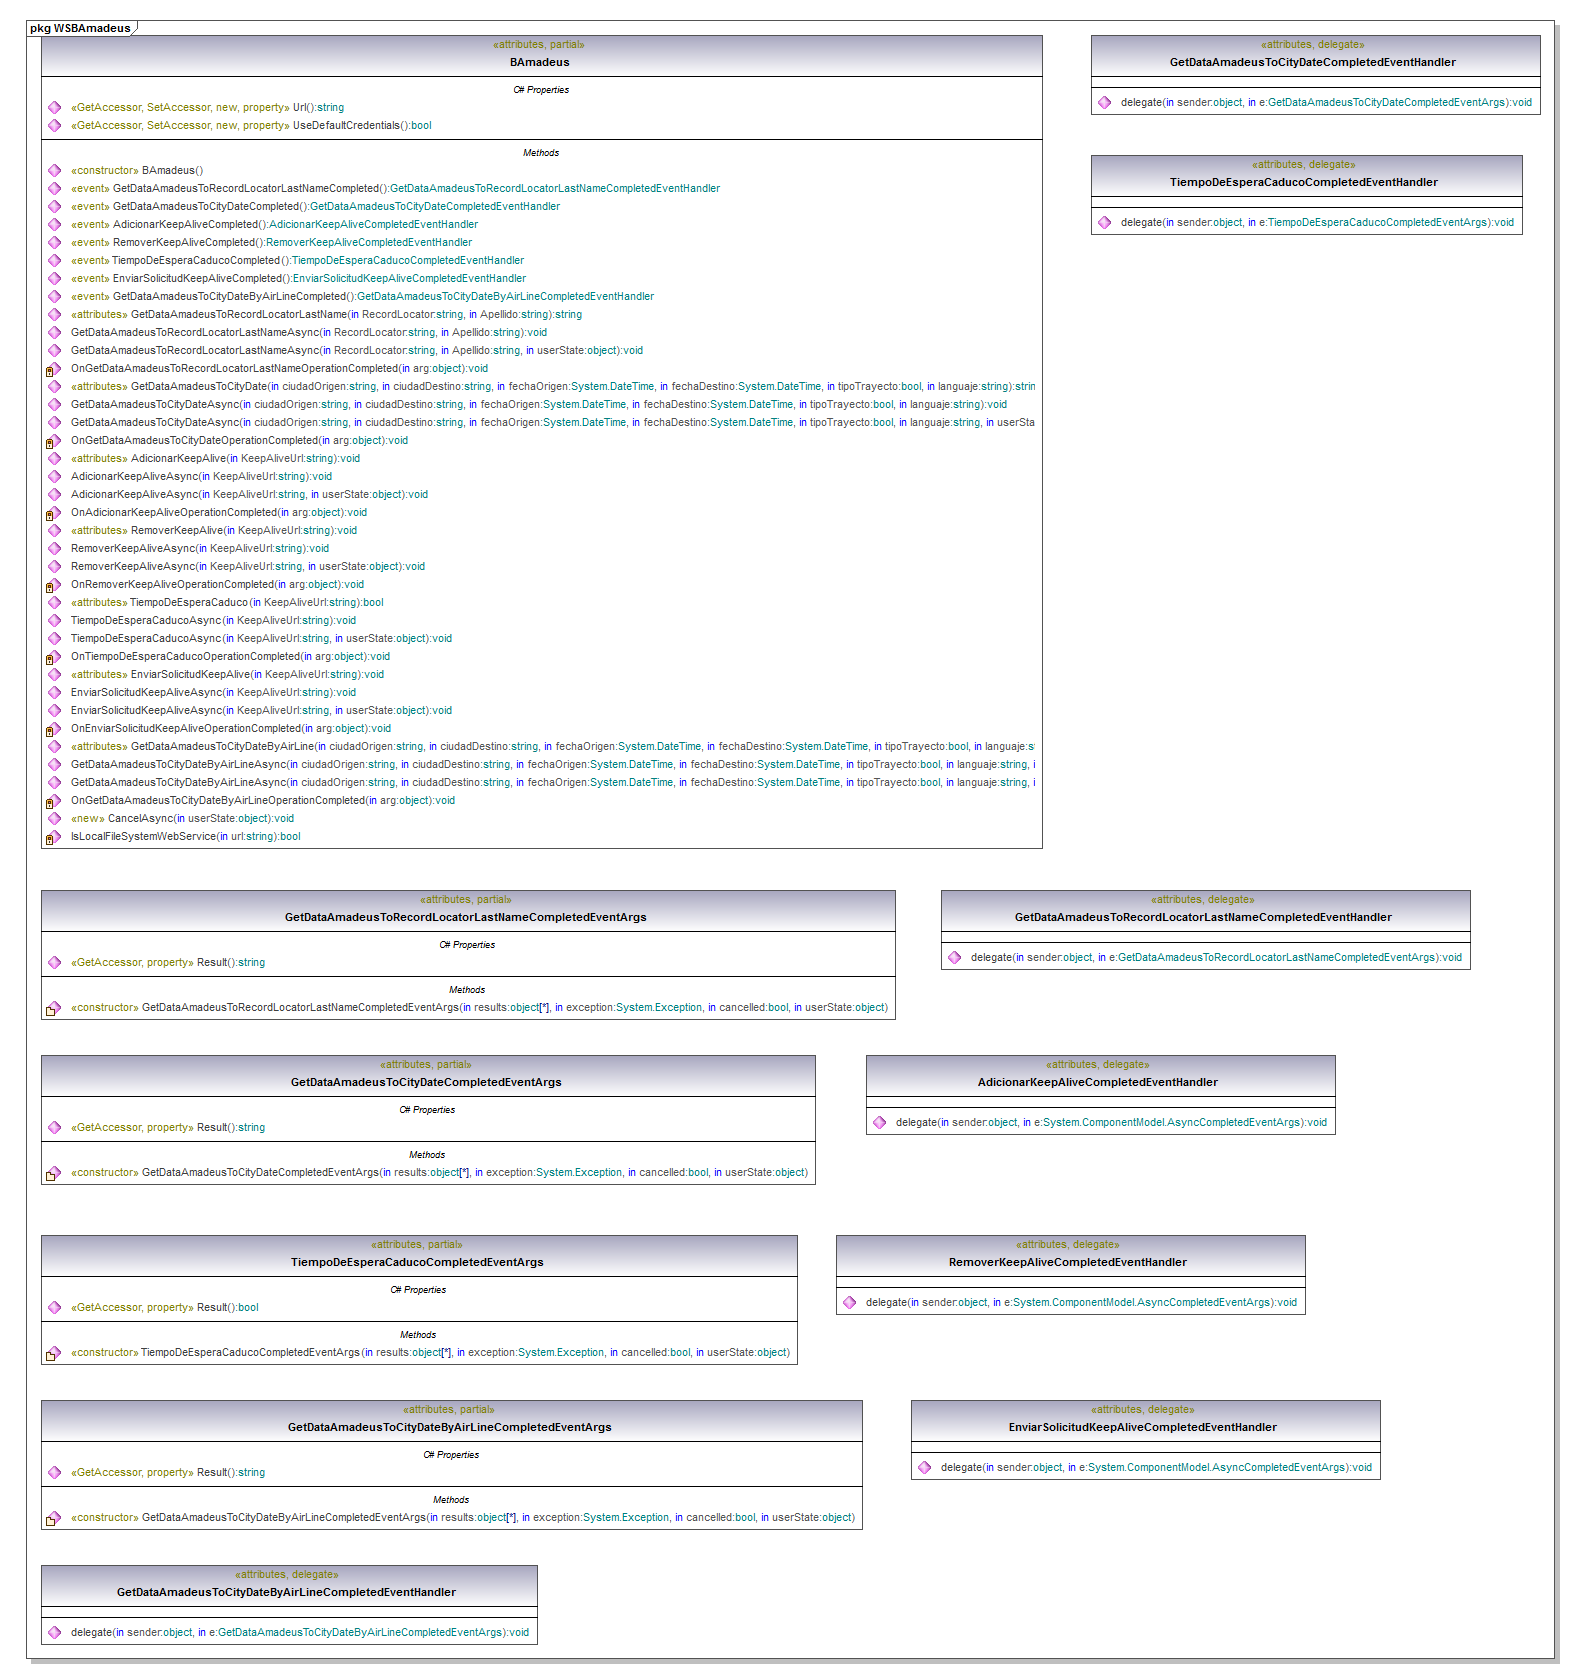 pkg WSBAmadeus
«attributes, partial»
BAmadeus
C# Properties
«GetAccessor, SetAccessor, new, property» Url():string
«GetAccessor, SetAccessor, new, property» UseDefaultCredentials():bool
Methods
«constructor» BAmadeus()
«event» GetDataAmadeusToRecordLocatorLastNameCompleted():GetDataAmadeusToRecordLocatorLastNameCompletedEventHandler
«event» GetDataAmadeusToCityDateCompleted():GetDataAmadeusToCityDateCompletedEventHandler
«event» AdicionarKeepAliveCompleted():AdicionarKeepAliveCompletedEventHandler
«event» RemoverKeepAliveCompleted():RemoverKeepAliveCompletedEventHandler
«event» TiempoDeEsperaCaducoCompleted():TiempoDeEsperaCaducoCompletedEventHandler
«event» EnviarSolicitudKeepAliveCompleted():EnviarSolicitudKeepAliveCompletedEventHandler
«event» GetDataAmadeusToCityDateByAirLineCompleted():GetDataAmadeusToCityDateByAirLineCompletedEventHandler
«attributes» GetDataAmadeusToRecordLocatorLastName(in RecordLocator:string, in Apellido:string):string
GetDataAmadeusToRecordLocatorLastNameAsync(in RecordLocator:string, in Apellido:string):void
GetDataAmadeusToRecordLocatorLastNameAsync(in RecordLocator:string, in Apellido:string, in userState:object):void
OnGetDataAmadeusToRecordLocatorLastNameOperationCompleted(in arg:object):void
«attributes» GetDataAmadeusToCityDate(in ciudadOrigen:string, in ciudadDestino:string, in fechaOrigen:System.DateTime, in fechaDestino:System.DateTime, in tipoTrayecto:bool, in languaje:string):strin
GetDataAmadeusToCityDateAsync(in ciudadOrigen:string, in ciudadDestino:string, in fechaOrigen:System.DateTime, in fechaDestino:System.DateTime, in tipoTrayecto:bool, in languaje:string):void
GetDataAmadeusToCityDateAsync(in ciudadOrigen:string, in ciudadDestino:string, in fechaOrigen:System.DateTime, in fechaDestino:System.DateTime, in tipoTrayecto:bool, in languaje:string, in userSta
OnGetDataAmadeusToCityDateOperationCompleted(in arg:object):void
«attributes» AdicionarKeepAlive(in KeepAliveUrl:string):void
AdicionarKeepAliveAsync(in KeepAliveUrl:string):void
AdicionarKeepAliveAsync(in KeepAliveUrl:string, in userState:object):void
OnAdicionarKeepAliveOperationCompleted(in arg:object):void
«attributes» RemoverKeepAlive(in KeepAliveUrl:string):void
RemoverKeepAliveAsync(in KeepAliveUrl:string):void
RemoverKeepAliveAsync(in KeepAliveUrl:string, in userState:object):void
OnRemoverKeepAliveOperationCompleted(in arg:object):void
«attributes» TiempoDeEsperaCaduco(in KeepAliveUrl:string):bool
TiempoDeEsperaCaducoAsync(in KeepAliveUrl:string):void
TiempoDeEsperaCaducoAsync(in KeepAliveUrl:string, in userState:object):void
OnTiempoDeEsperaCaducoOperationCompleted(in arg:object):void
«attributes» EnviarSolicitudKeepAlive(in KeepAliveUrl:string):void
EnviarSolicitudKeepAliveAsync(in KeepAliveUrl:string):void
EnviarSolicitudKeepAliveAsync(in KeepAliveUrl:string, in userState:object):void
OnEnviarSolicitudKeepAliveOperationCompleted(in arg:object):void
«attributes» GetDataAmadeusToCityDateByAirLine(in ciudadOrigen:string, in ciudadDestino:string, in fechaOrigen:System.DateTime, in fechaDestino:System.DateTime, in tipoTrayecto:bool, in languaje:s
GetDataAmadeusToCityDateByAirLineAsync(in ciudadOrigen:string, in ciudadDestino:string, in fechaOrigen:System.DateTime, in fechaDestino:System.DateTime, in tipoTrayecto:bool, in languaje:string, i
GetDataAmadeusToCityDateByAirLineAsync(in ciudadOrigen:string, in ciudadDestino:string, in fechaOrigen:System.DateTime, in fechaDestino:System.DateTime, in tipoTrayecto:bool, in languaje:string, i
OnGetDataAmadeusToCityDateByAirLineOperationCompleted(in arg:object):void
«new» CancelAsync(in userState:object):void
IsLocalFileSystemWebService(in url:string):bool
«attributes, delegate»
GetDataAmadeusToCityDateCompletedEventHandler
delegate(in sender:object, in e:GetDataAmadeusToCityDateCompletedEventArgs):void
«attributes, delegate»
TiempoDeEsperaCaducoCompletedEventHandler
delegate(in sender:object, in e:TiempoDeEsperaCaducoCompletedEventArgs):void
«attributes, partial»
GetDataAmadeusToRecordLocatorLastNameCompletedEventArgs
C# Properties
«GetAccessor, property» Result():string
Methods
«constructor» GetDataAmadeusToRecordLocatorLastNameCompletedEventArgs(in results:object[*], in exception:System.Exception, in cancelled:bool, in userState:object)
«attributes, delegate»
GetDataAmadeusToRecordLocatorLastNameCompletedEventHandler
delegate(in sender:object, in e:GetDataAmadeusToRecordLocatorLastNameCompletedEventArgs):void
«attributes, partial»
GetDataAmadeusToCityDateCompletedEventArgs
C# Properties
«GetAccessor, property» Result():string
Methods
«constructor» GetDataAmadeusToCityDateCompletedEventArgs(in results:object[*], in exception:System.Exception, in cancelled:bool, in userState:object)
«attributes, delegate»
AdicionarKeepAliveCompletedEventHandler
delegate(in sender:object, in e:System.ComponentModel.AsyncCompletedEventArgs):void
«attributes, partial»
TiempoDeEsperaCaducoCompletedEventArgs
C# Properties
«GetAccessor, property» Result():bool
Methods
«constructor» TiempoDeEsperaCaducoCompletedEventArgs(in results:object[*], in exception:System.Exception, in cancelled:bool, in userState:object)
«attributes, delegate»
RemoverKeepAliveCompletedEventHandler
delegate(in sender:object, in e:System.ComponentModel.AsyncCompletedEventArgs):void
«attributes, partial»
GetDataAmadeusToCityDateByAirLineCompletedEventArgs
C# Properties
«GetAccessor, property» Result():string
Methods
«constructor» GetDataAmadeusToCityDateByAirLineCompletedEventArgs(in results:object[*], in exception:System.Exception, in cancelled:bool, in userState:object)
«attributes, delegate»
EnviarSolicitudKeepAliveCompletedEventHandler
delegate(in sender:object, in e:System.ComponentModel.AsyncCompletedEventArgs):void
«attributes, delegate»
GetDataAmadeusToCityDateByAirLineCompletedEventHandler
delegate(in sender:object, in e:GetDataAmadeusToCityDateByAirLineCompletedEventArgs):void